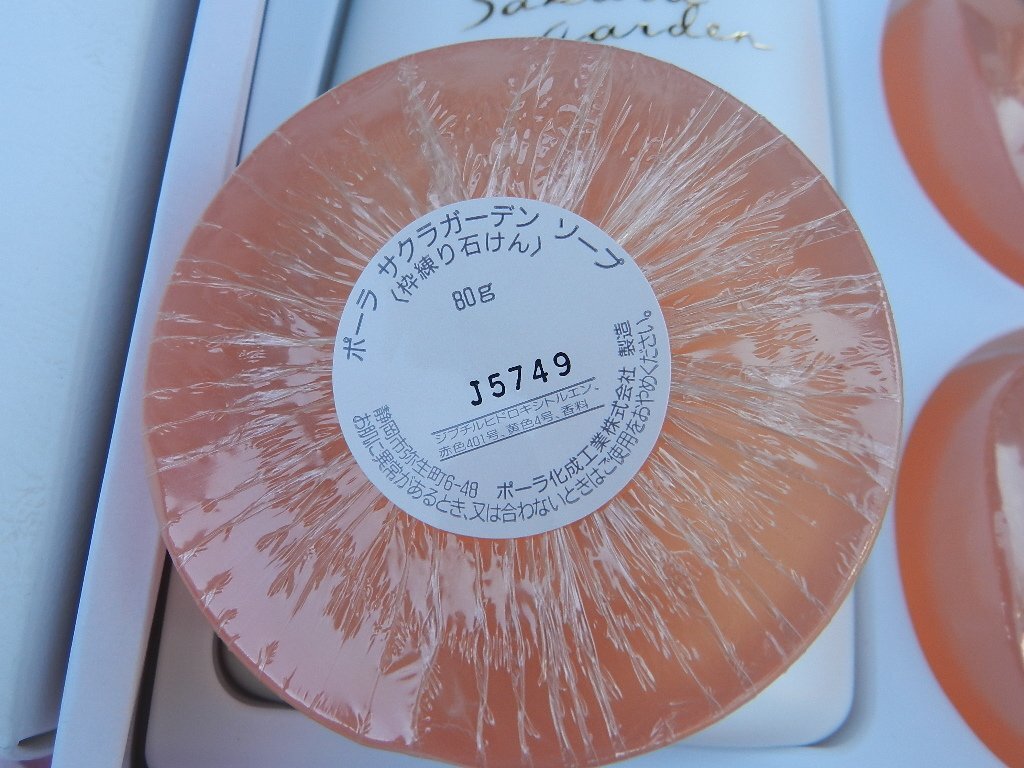 Sakura
Garden
ポーラ サクラガーデン ソープ
(枠練り石けん)
80g
J5749
ジブチルヒドロキシトルエン、
赤色401号、黄色4号、香料
静岡市弥生町6-48 ポーラ化成工業株式会社 製造
お肌に異常があるとき、又は合わないときはご使用をおやめください。